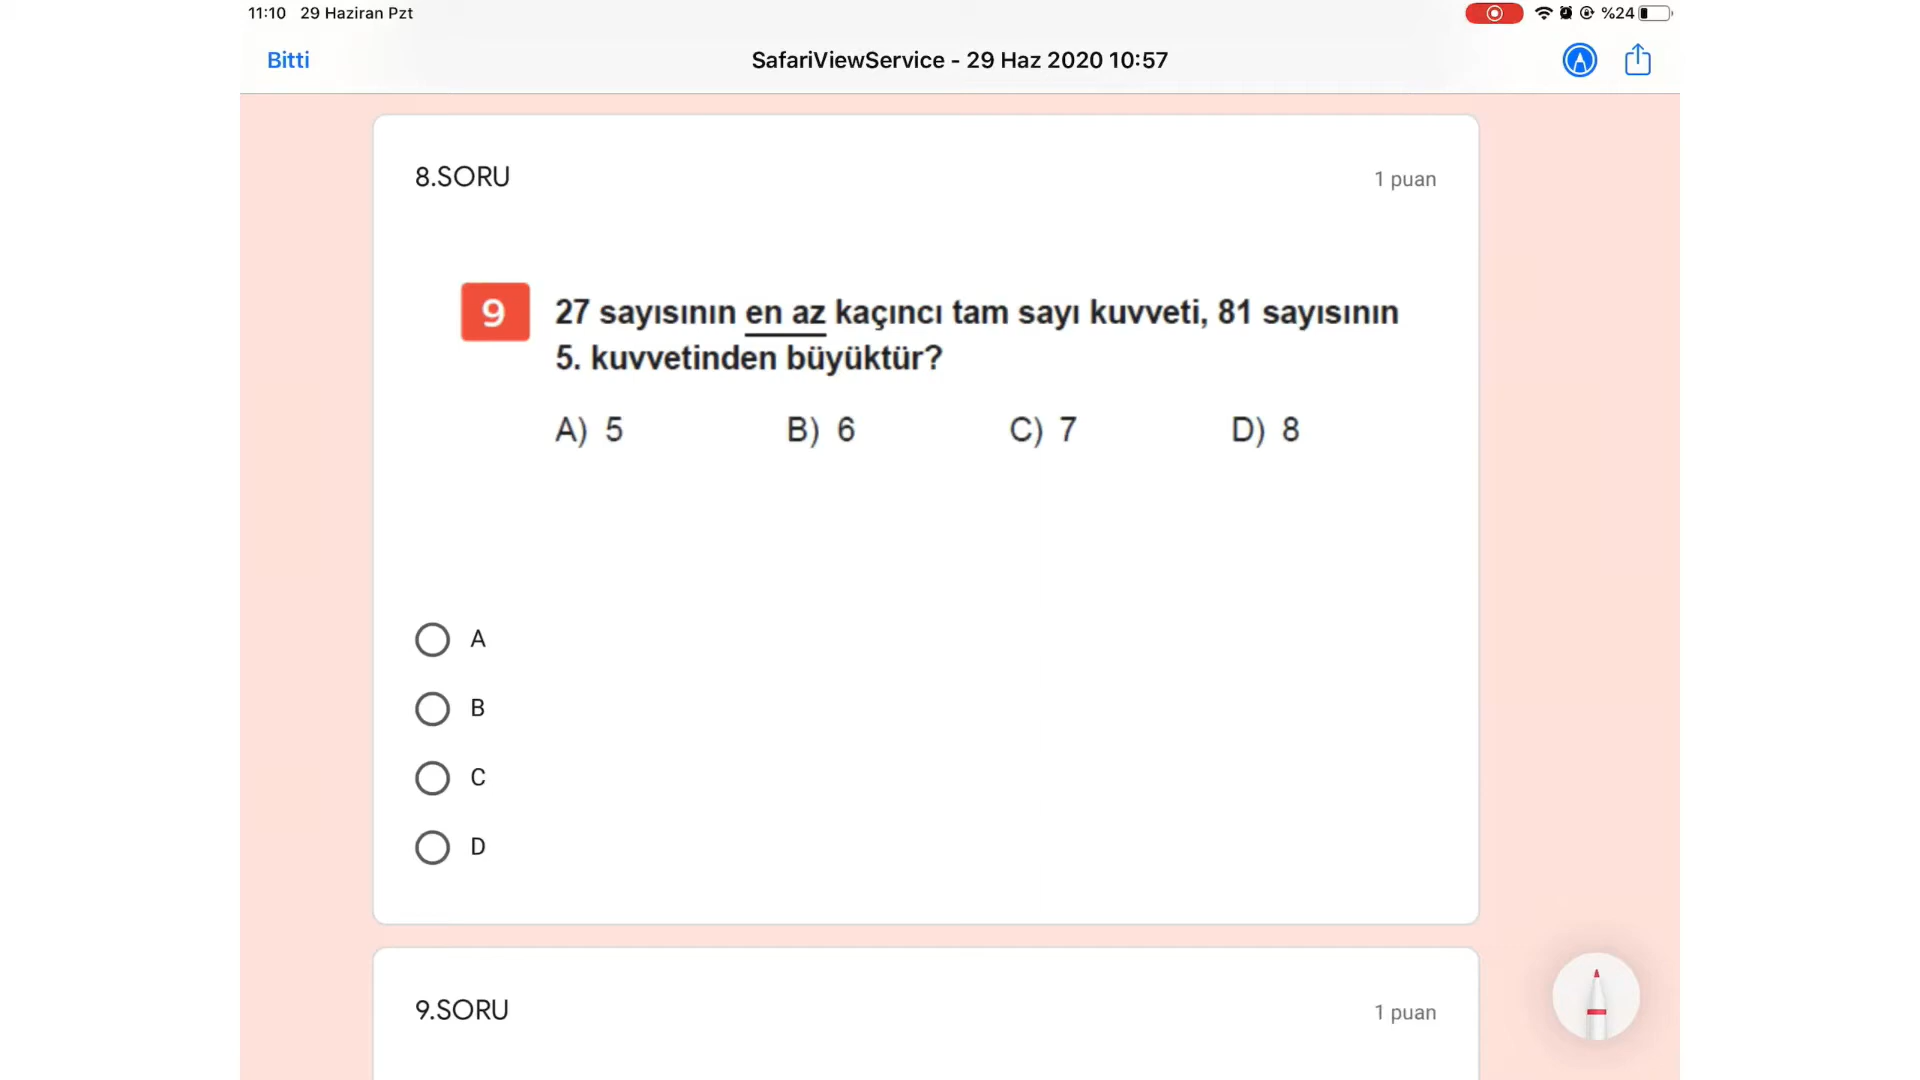 11:10 29 Haziran Pzt
%24
Bitti
SafariViewService - 29 Haz 2020 10:57
8.SORU
1 puan
9
27 sayısının en az kaçıncı tam sayı kuvveti, 81 sayısının
5. kuvvetinden büyüktür?
A) 5 B) 6 C) 7 D) 8
A
B
C
D
9.SORU
1 puan